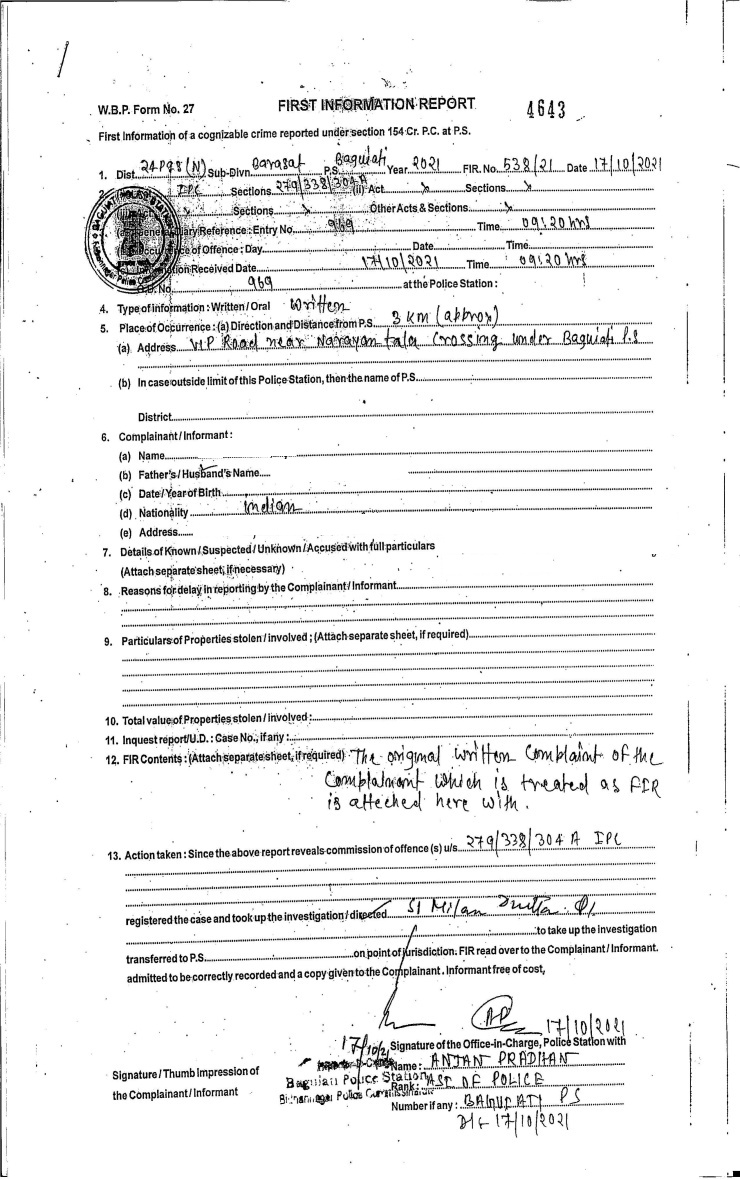 W.B.P. Form No. 27 FIRST INFORMATION REPORT 4643
First Information of a cognizable crime reported under section 154 Cr. P.C. at P.S.
1. Dist. 24 PGS (N) Sub-Divn Barasat P.S. Baguiati Year 2021 FIR. No. 538/21 Date 17/10/2021
2. IPC Sections 279/338/304A (ii) Act x Sections x
Sections x Other Acts & Sections x
Reference: Entry No. 969 Time 09:20 hrs
of Offence: Day Date Time
Information Received Date 17/10/2021 Time 09:20 hrs
No. 969 at the Police Station:
4. Type of information: Written/Oral Written
5. Place of Occurrence: (a) Direction and Distance from P.S. 3 KM (approx)
(a) Address VIP Road near Narayantala Crossing under Baguiati P.S
(b) In case outside limit of this Police Station, then the name of P.S.
District
6. Complainant/Informant:
(a) Name
(b) Father's/Husband's Name
(c) Date/Year of Birth
(d) Nationality Indian
(e) Address
7. Details of Known/Suspected/Unknown/Accused with full particulars
(Attach separate sheet, if necessary)
8. Reasons for delay in reporting by the Complainant/Informant
9. Particulars of Properties stolen/involved; (Attach separate sheet, if required)
10. Total value of Properties stolen/involved:
11. Inquest report/U.D.: Case No., if any:
12. FIR Contents: (Attach separate sheet, if required) The original written Complaint of the
Complainant which is treated as FIR
is atteched here with.
13. Action taken: Since the above report reveals commission of offence (s) u/s. 279/338/304 A IPC
registered the case and took up the investigation/directed SI Milan
to take up the investigation
transferred to P.S. on point of jurisdiction. FIR read over to the Complainant/Informant.
admitted to be correctly recorded and a copy given to the Complainant. Informant free of cost,
AP 17/10/2021
17/10/21 Signature of the Office-in-Charge, Police Station with
Name: ANJAN PRADHAN
Signature/Thumb Impression of Baguiati Police Station Rank: ASI OF POLICE
the Complainant/Informant Bidhannagar Police Commissionerate Number if any: BAGUIATI PS
Dt- 17/10/2021